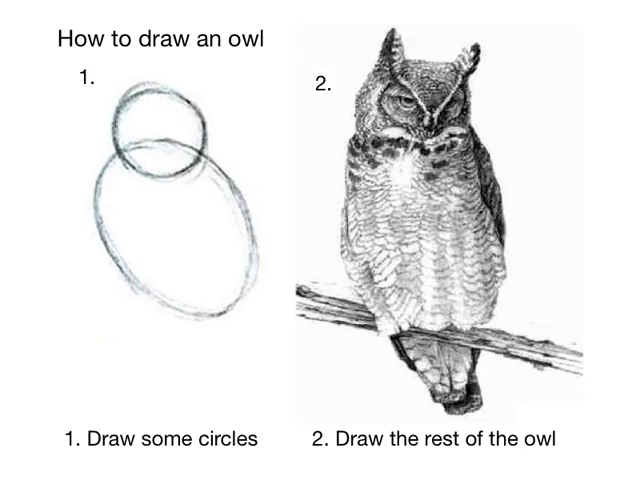 How to draw an owl
1.
2.
1. Draw some circles
2. Draw the rest of the owl